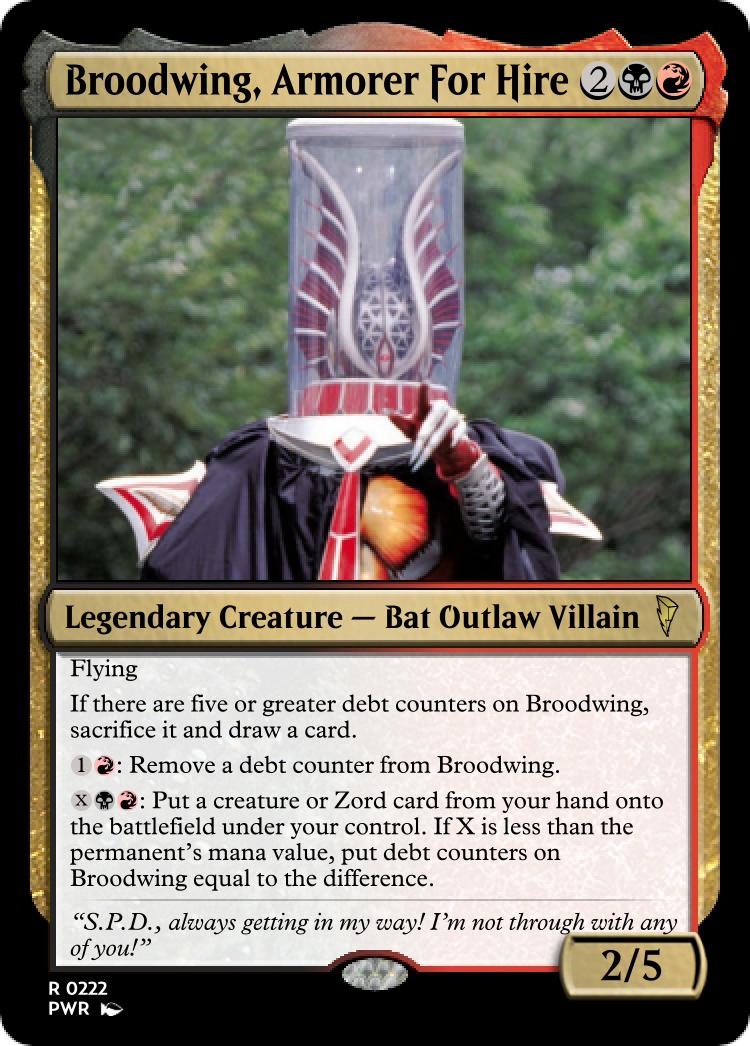 Broodwing, Armorer For Hire 2
Legendary Creature — Bat Outlaw Villain
Flying
If there are five or greater debt counters on Broodwing,
sacrifice it and draw a card.
1 : Remove a debt counter from Broodwing.
X : Put a creature or Zord card from your hand onto
the battlefield under your control. If X is less than the
permanent's mana value, put debt counters on
Broodwing equal to the difference.
“S.P.D., always getting in my way! I'm not through with any
of you!”
2/5
R 0222
PWR